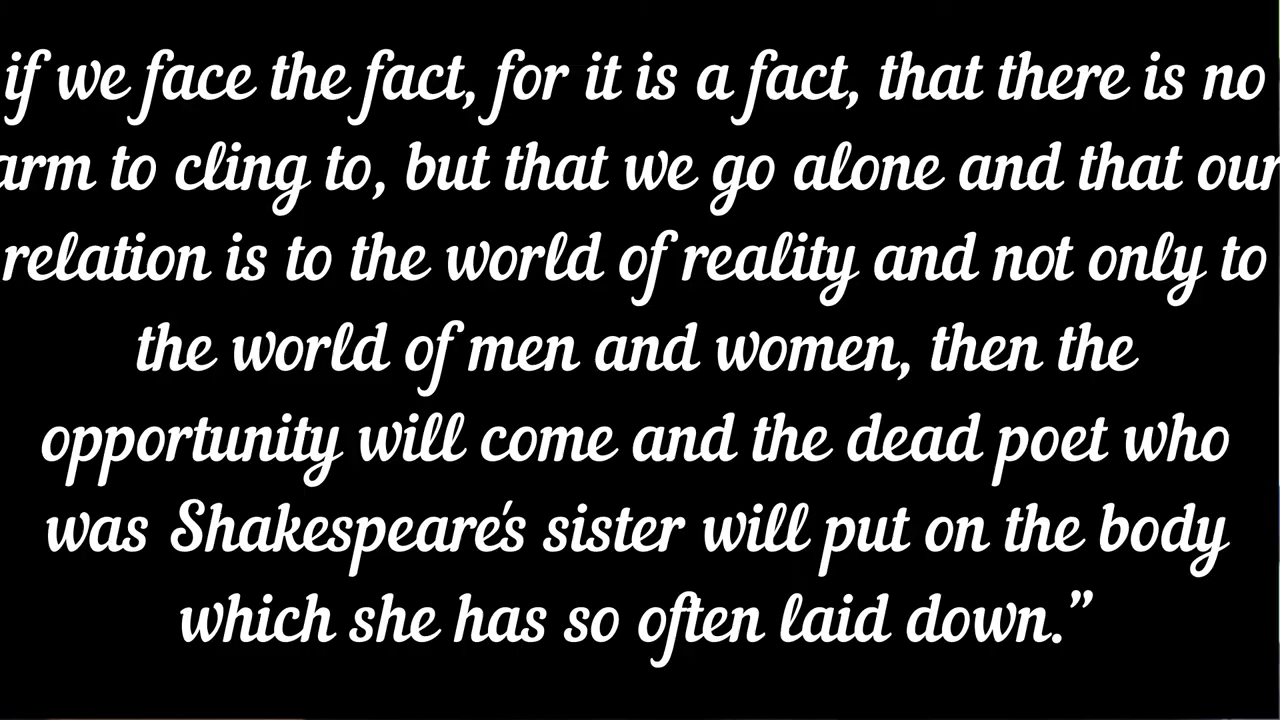 if we face the fact, for it is a fact, that there is no
arm to cling to, but that we go alone and that our
relation is to the world of reality and not only to
the world of men and women, then the
opportunity will come and the dead poet who
was Shakespeare's sister will put on the body
which she has so often laid down.”